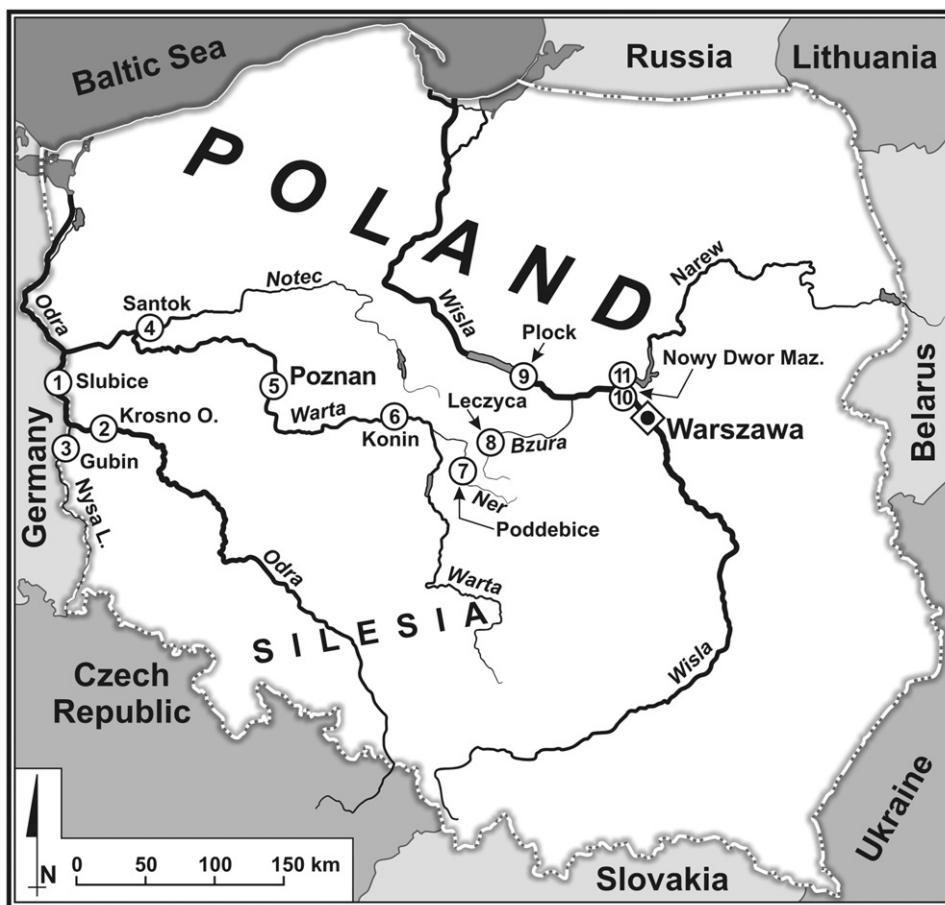 Baltic Sea
Russia
Lithuania
POLAND
Notec
Narew
Santok
4
Odra
Wisla
Plock
9
11
10
Nowy Dwor Maz.
1
Slubice
5
Poznan
Leczyca
Warszawa
Belarus
Krosno O.
2
Warta
6
Konin
8
Bzura
3
Gubin
7
Germany
Nysa L.
Ner
Poddebice
Odra
Warta
SILESIA
Wisla
Czech
Republic
Ukraine
N
0 50 100 150 km
Slovakia